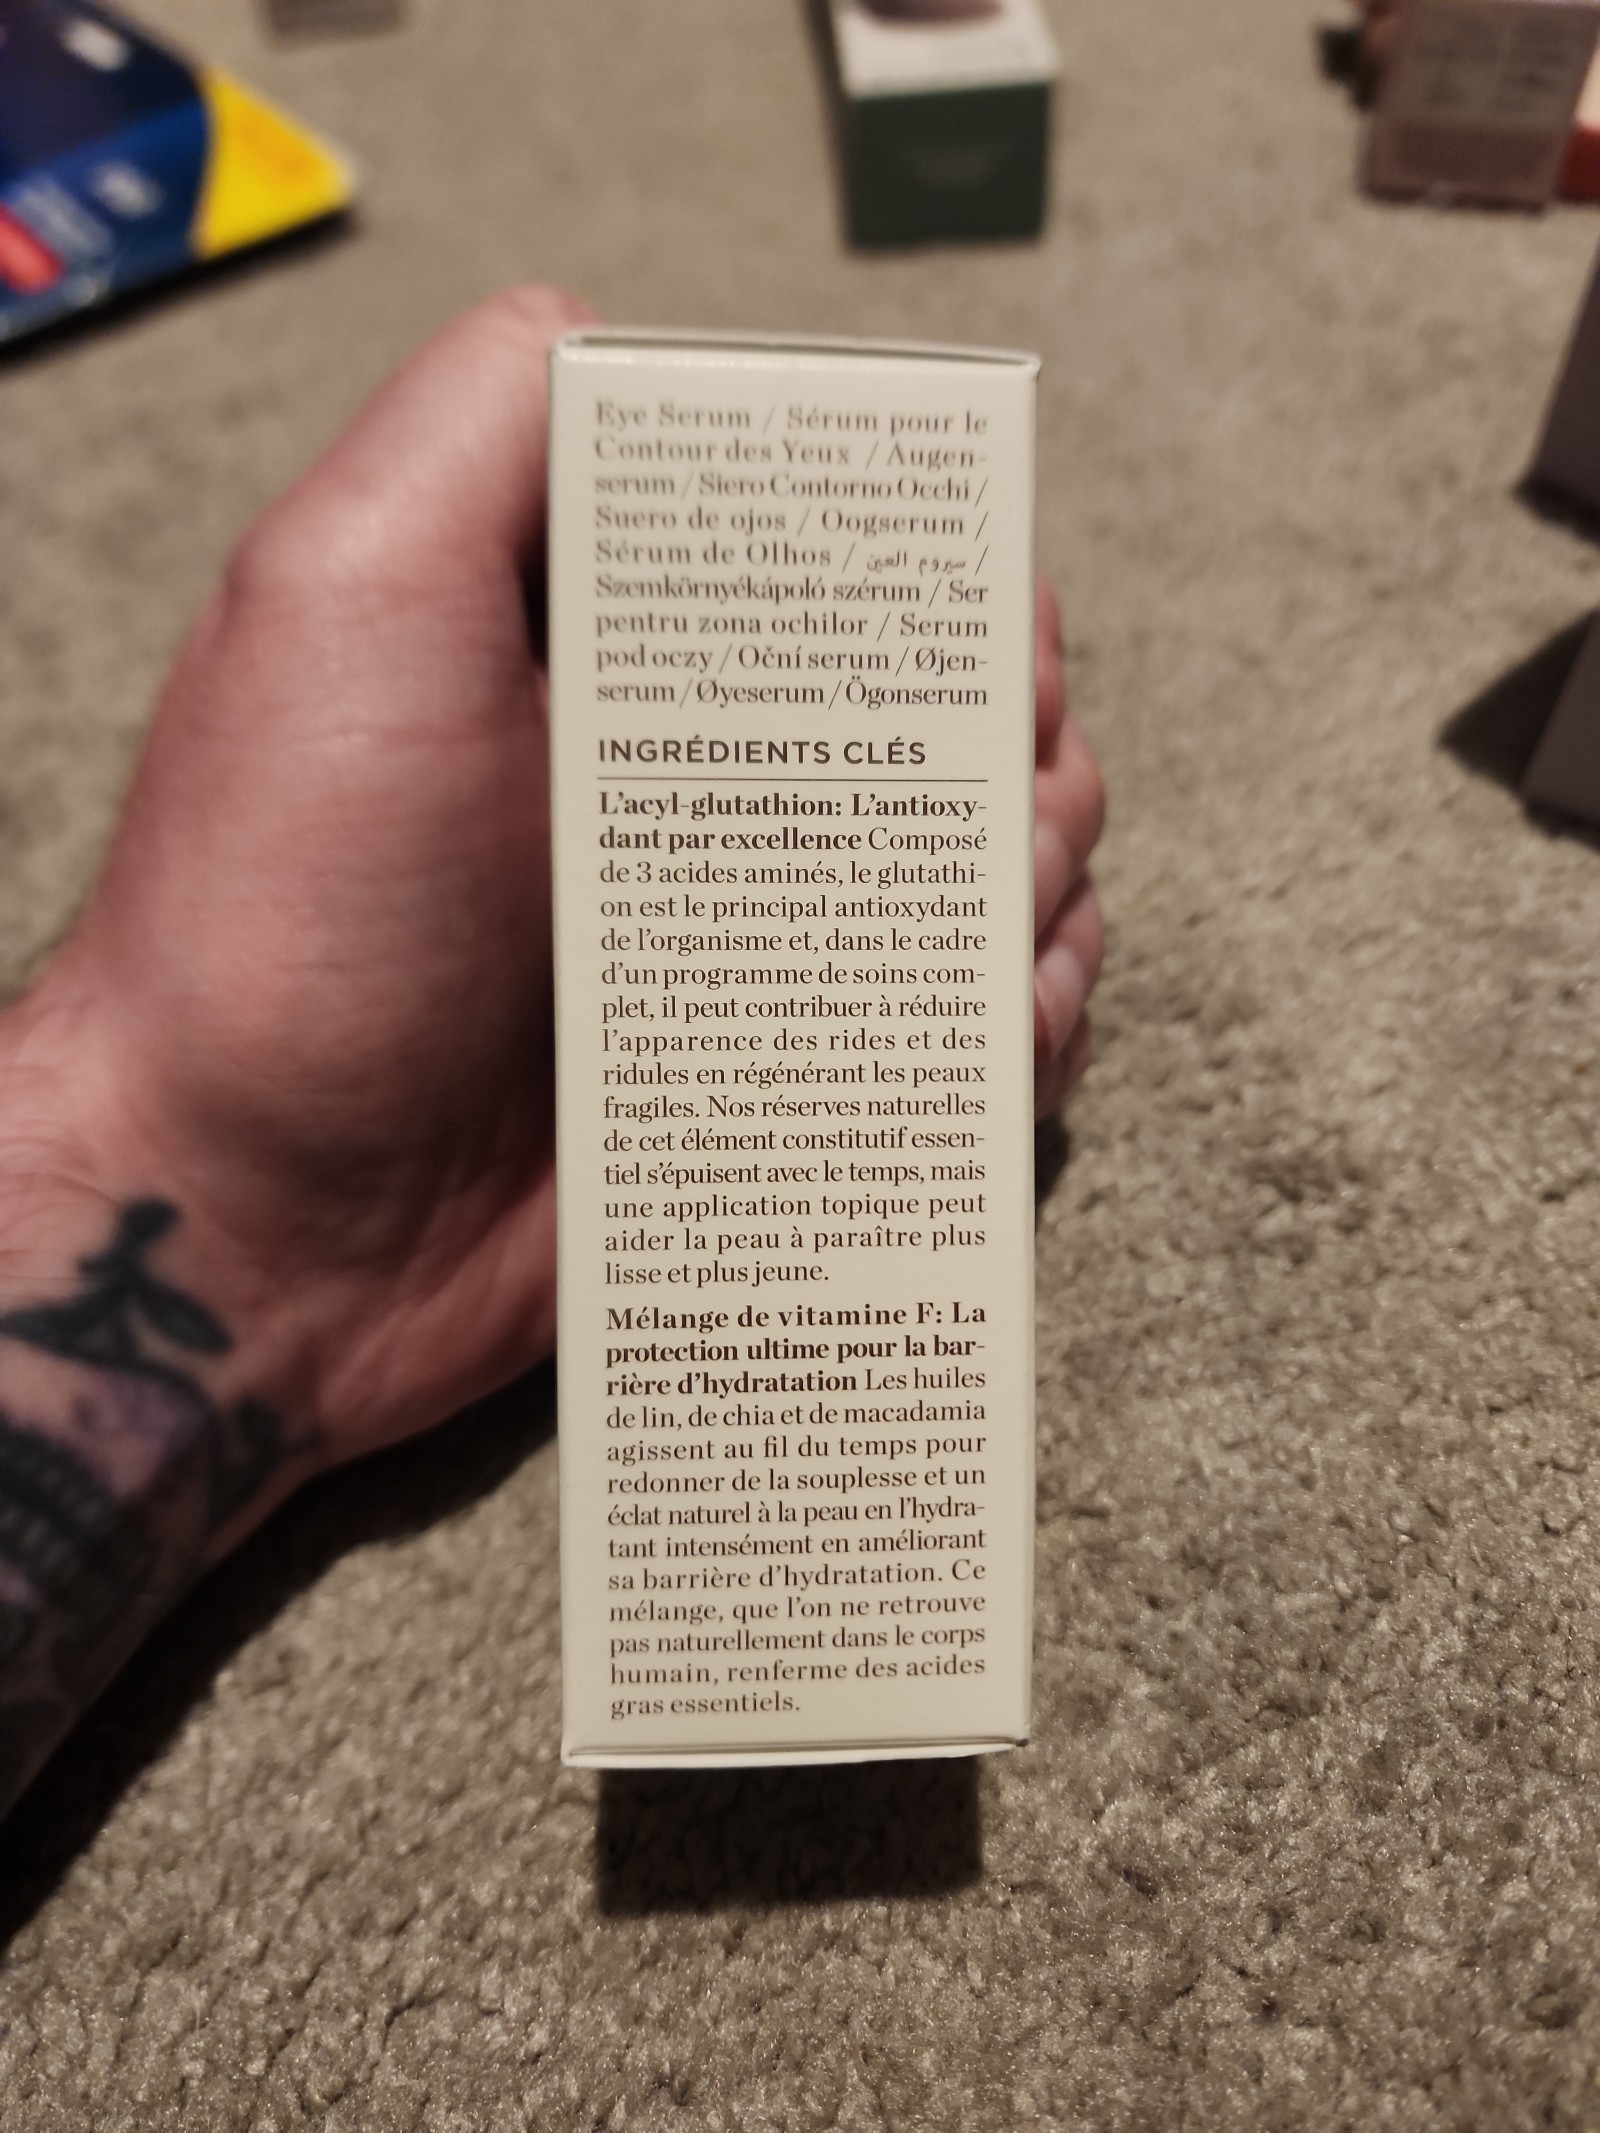 Eye Serum / Sérum pour le
Contour des Yeux / Augen-
serum / Siero Contorno Occhi /
Suero de ojos / Oogserum /
Sérum de Olhos / سيروم العين /
Szemkörnyékápoló szérum / Ser
pentru zona ochilor / Serum
pod oczy / Oční serum / Øjen-
serum / Øyeserum / Ögonserum
INGRÉDIENTS CLÉS
L'acyl-glutathion: L'antioxy-
dant par excellence Composé
de 3 acides aminés, le glutathi-
on est le principal antioxydant
de l'organisme et, dans le cadre
d'un programme de soins com-
plet, il peut contribuer à réduire
l'apparence des rides et des
ridules en régénérant les peaux
fragiles. Nos réserves naturelles
de cet élément constitutif essen-
tiel s'épuisent avec le temps, mais
une application topique peut
aider la peau à paraître plus
lisse et plus jeune.
Mélange de vitamine F: La
protection ultime pour la bar-
rière d'hydratation Les huiles
de lin, de chia et de macadamia
agissent au fil du temps pour
redonner de la souplesse et un
éclat naturel à la peau en l'hydra-
tant intensément en améliorant
sa barrière d'hydratation. Ce
mélange, que l'on ne retrouve
pas naturellement dans le corps
humain, renferme des acides
gras essentiels.